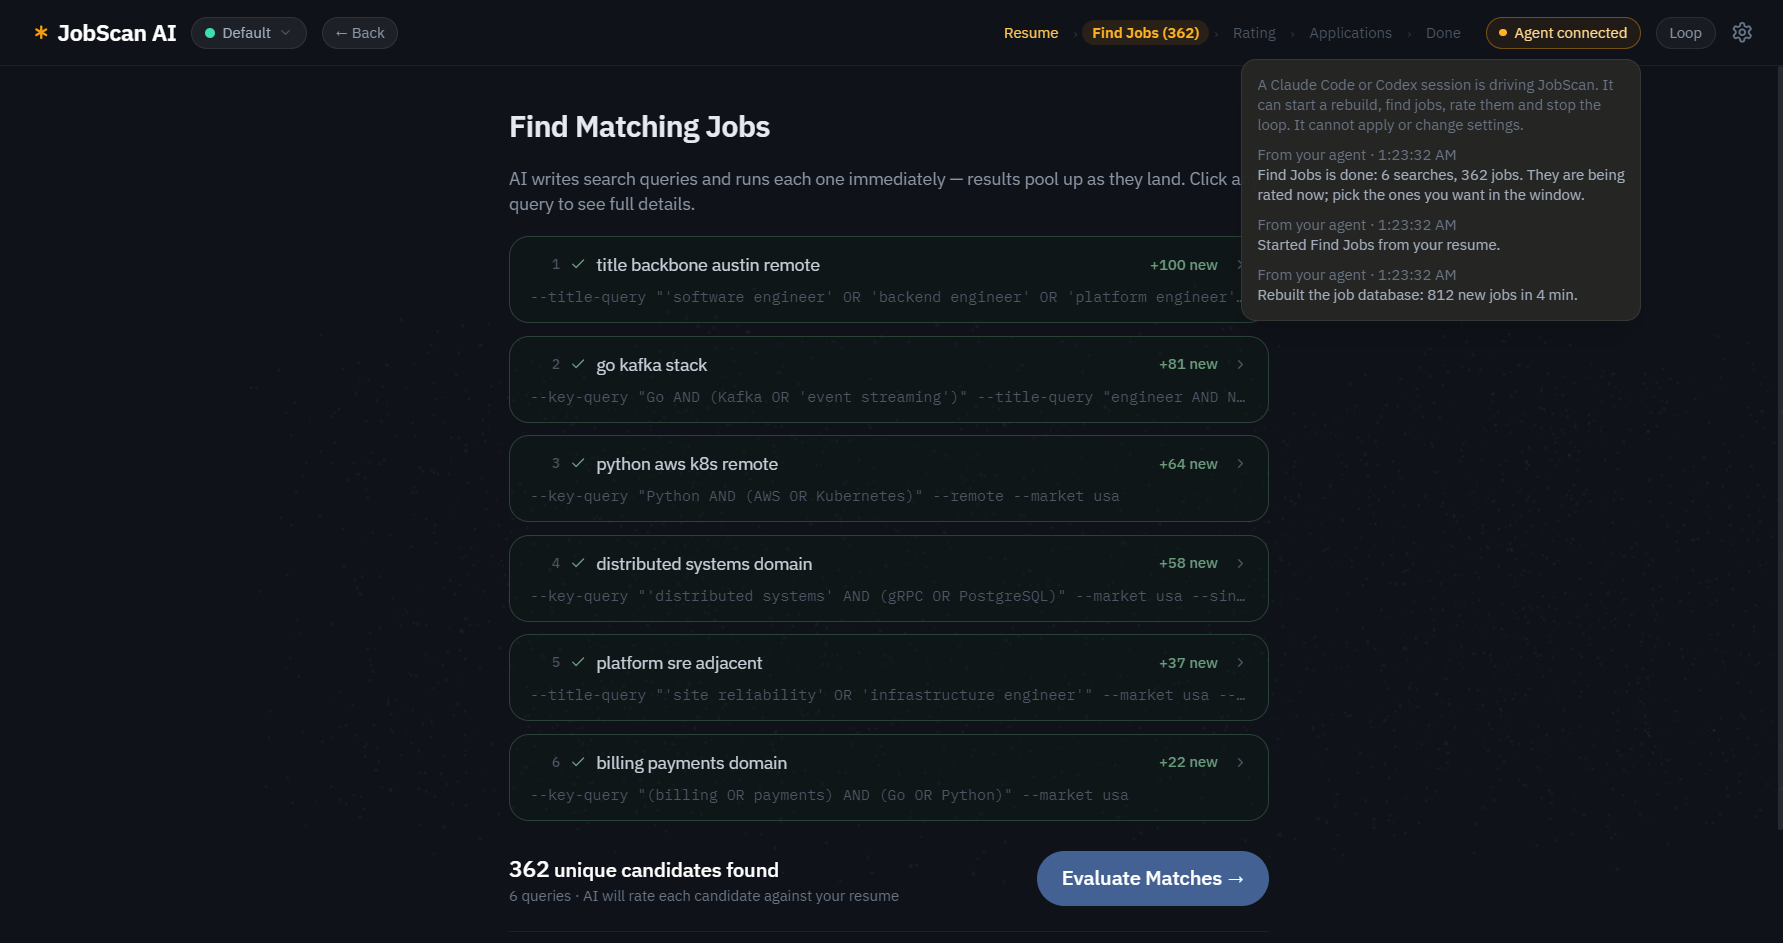 JobScan AI
Default
← Back
Resume › Find Jobs (362) › Rating › Applications › Done
Agent connected
Loop
A Claude Code or Codex session is driving JobScan. It
can start a rebuild, find jobs, rate them and stop the
loop. It cannot apply or change settings.
From your agent · 1:23:32 AM
Find Jobs is done: 6 searches, 362 jobs. They are being
rated now; pick the ones you want in the window.
From your agent · 1:23:32 AM
Started Find Jobs from your resume.
From your agent · 1:23:32 AM
Rebuilt the job database: 812 new jobs in 4 min.
Find Matching Jobs
AI writes search queries and runs each one immediately — results pool up as they land. Click a
query to see full details.
1 ✓ title backbone austin remote +100 new
--title-query "'software engineer' OR 'backend engineer' OR 'platform engineer'…
2 ✓ go kafka stack +81 new ›
--key-query "Go AND (Kafka OR 'event streaming')" --title-query "engineer AND N…
3 ✓ python aws k8s remote +64 new ›
--key-query "Python AND (AWS OR Kubernetes)" --remote --market usa
4 ✓ distributed systems domain +58 new ›
--key-query "'distributed systems' AND (gRPC OR PostgreSQL)" --market usa --sin…
5 ✓ platform sre adjacent +37 new ›
--title-query "'site reliability' OR 'infrastructure engineer'" --market usa --…
6 ✓ billing payments domain +22 new ›
--key-query "(billing OR payments) AND (Go OR Python)" --market usa
362 unique candidates found
6 queries · AI will rate each candidate against your resume
Evaluate Matches →